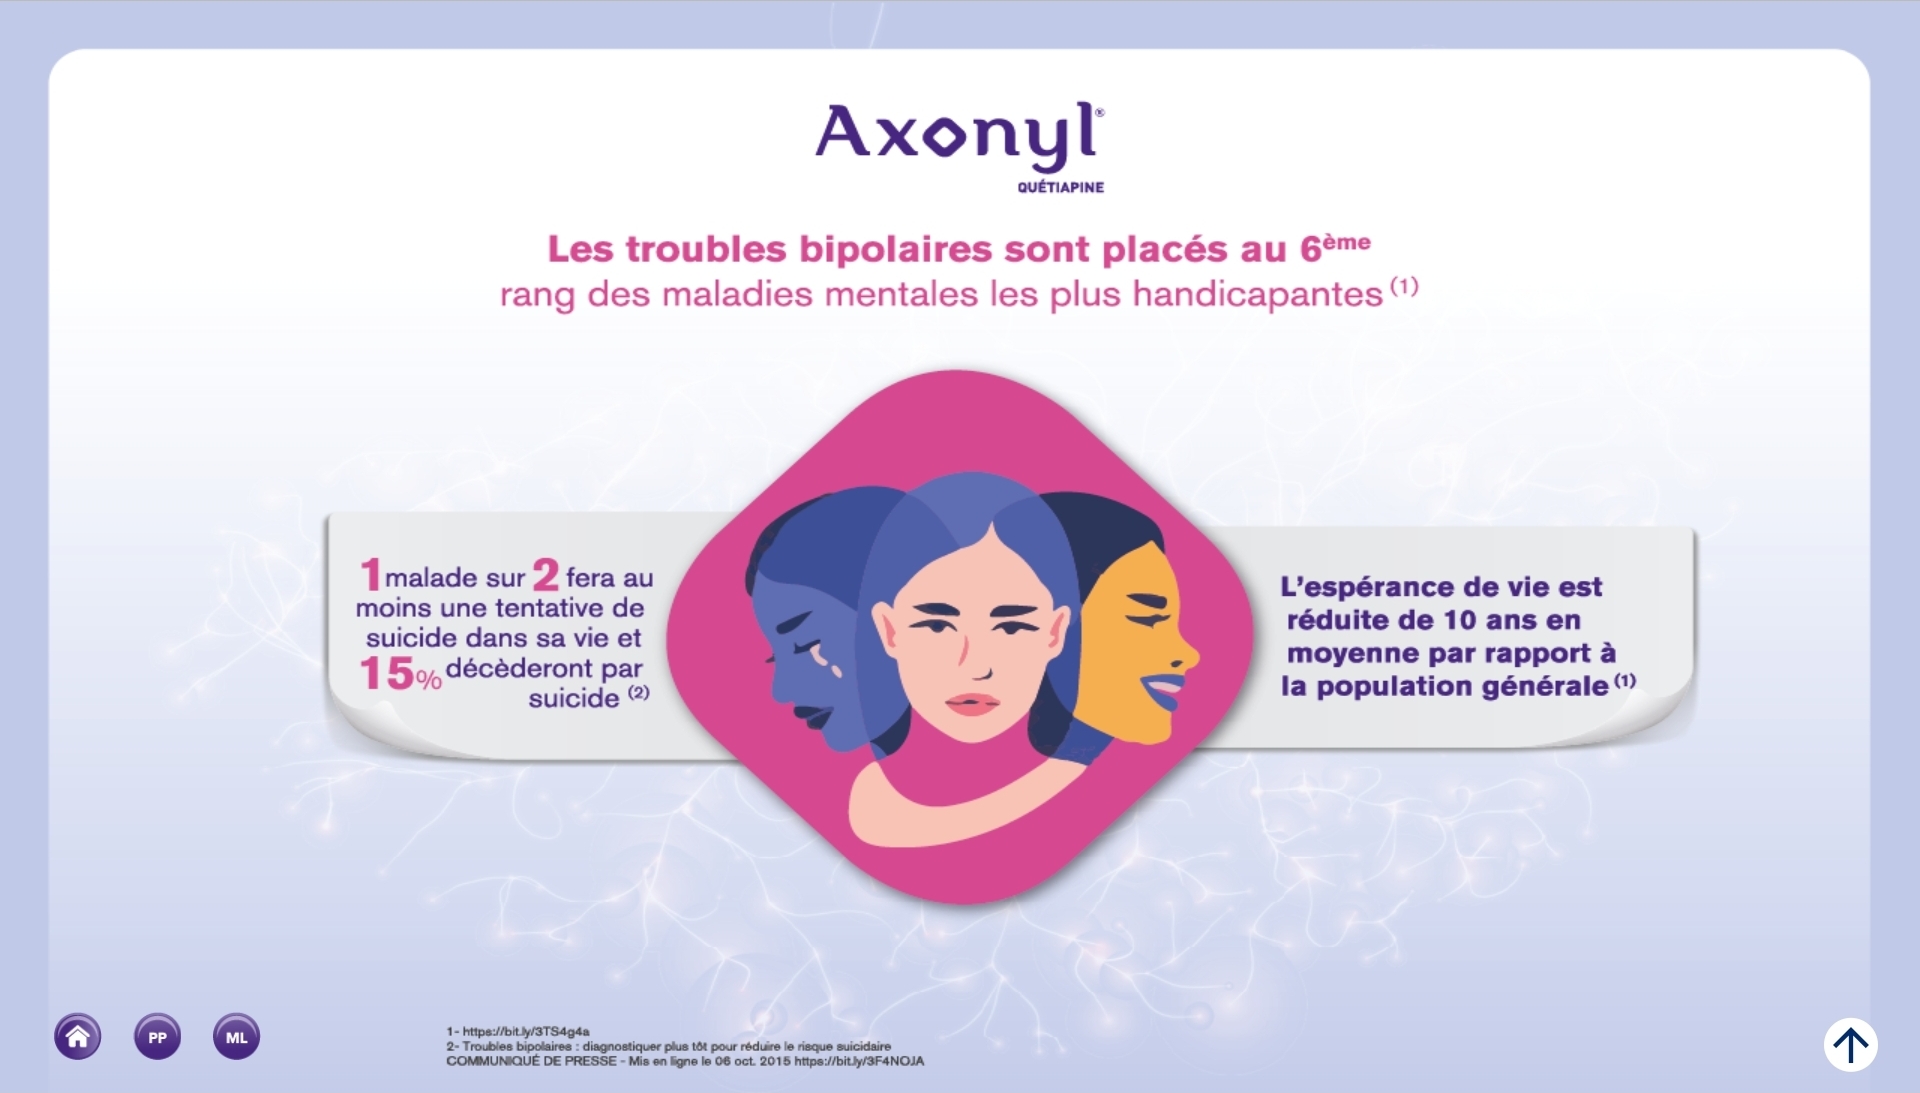 Axonyl®
QUÉTIAPINE
Les troubles bipolaires sont placés au 6ème
rang des maladies mentales les plus handicapantes (1)
1 malade sur 2 fera au
moins une tentative de
suicide dans sa vie et
15% décèderont par
suicide (2)
L'espérance de vie est
réduite de 10 ans en
moyenne par rapport à
la population générale (1)
PP
ML
1- https://bit.ly/3TS4g4a
2- Troubles bipolaires : diagnostiquer plus tôt pour réduire le risque suicidaire
COMMUNIQUÉ DE PRESSE - Mis en ligne le 06 oct. 2015 https://bit.ly/3F4NOJA